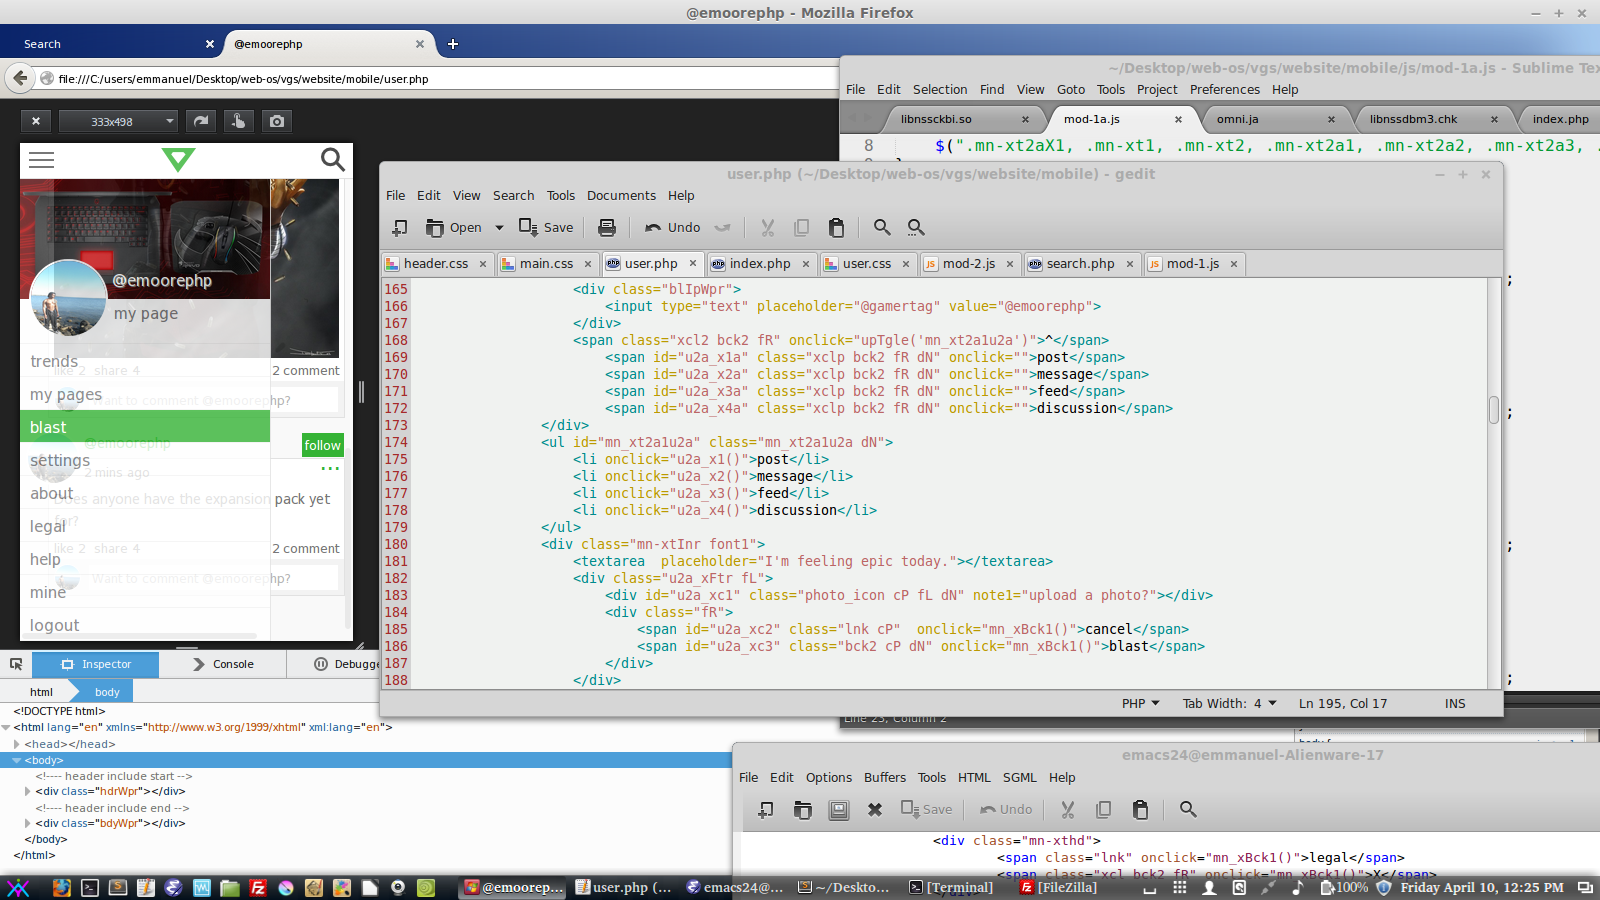 @emoorephp - Mozilla Firefox
Search
@emoorephp
file:///C:/users/emmanuel/Desktop/web-os/vgs/website/mobile/user.php
333x498
@emoorephp
my page
trends
like 2 share 4
2 comment
my pages
Want to comment @emoorephp?
blast
@emoorephp
follow
settings
2 mins ago
about
Does anyone have the expansion pack yet
for?
legal
like 2 share 4
2 comment
help
Want to comment @emoorephp?
mine
logout
Inspector
Console
Debugge
html
body
<!DOCTYPE html>
<html lang="en" xmlns="http://www.w3.org/1999/xhtml" xml:lang="en">
<head></head>
<body>
<!---- header include start -->
<div class="hdrWpr"></div>
<!---- header include end -->
<div class="bdyWpr"></div>
</body>
</html>
~/Desktop/web-os/vgs/website/mobile/js/mod-1a.js - Sublime Tex
File Edit Selection Find View Goto Tools Project Preferences Help
libnssckbi.so
mod-1a.js
omni.ja
libnssdbm3.chk
index.php
8 $(".mn-xt2aX1, .mn-xt1, .mn-xt2, .mn-xt2a1, .mn-xt2a2, .mn-xt2a3, .
Line 23, Column 2
user.php (~/Desktop/web-os/vgs/website/mobile) - gedit
File Edit View Search Tools Documents Help
Open Save Undo
header.css
main.css
user.php
index.php
user.css
mod-2.js
search.php
mod-1.js
165 <div class="blIpWpr">
166 <input type="text" placeholder="@gamertag" value="@emoorephp">
167 </div>
168 <span class="xcl2 bck2 fR" onclick="upTgle('mn_xt2a1u2a')">^</span>
169 <span id="u2a_x1a" class="xclp bck2 fR dN" onclick="">post</span>
170 <span id="u2a_x2a" class="xclp bck2 fR dN" onclick="">message</span>
171 <span id="u2a_x3a" class="xclp bck2 fR dN" onclick="">feed</span>
172 <span id="u2a_x4a" class="xclp bck2 fR dN" onclick="">discussion</span>
173 </div>
174 <ul id="mn_xt2a1u2a" class="mn_xt2a1u2a dN">
175 <li onclick="u2a_x1()">post</li>
176 <li onclick="u2a_x2()">message</li>
177 <li onclick="u2a_x3()">feed</li>
178 <li onclick="u2a_x4()">discussion</li>
179 </ul>
180 <div class="mn-xtInr font1">
181 <textarea  placeholder="I'm feeling epic today."></textarea>
182 <div class="u2a_xFtr fL">
183 <div id="u2a_xc1" class="photo_icon cP fL dN" note1="upload a photo?"></div>
184 <div class="fR">
185 <span id="u2a_xc2" class="lnk cP"  onclick="mn_xBck1()">cancel</span>
186 <span id="u2a_xc3" class="bck2 cP dN" onclick="mn_xBck1()">blast</span>
187 </div>
188 </div>
PHP
Tab Width: 4
Ln 195, Col 17
INS
emacs24@emmanuel-Alienware-17
File Edit Options Buffers Tools HTML SGML Help
Save Undo
<div class="mn-xthd">
<span class="lnk" onclick="mn_xBck1()">legal</span>
<span class="xcl bck2 fR" onclick="mn_xBck1()">X</span>
@emoorep...
user.php (...
emacs24@...
~/Deskto...
[Terminal]
[FileZilla]
100%
Friday April 10, 12:25 PM